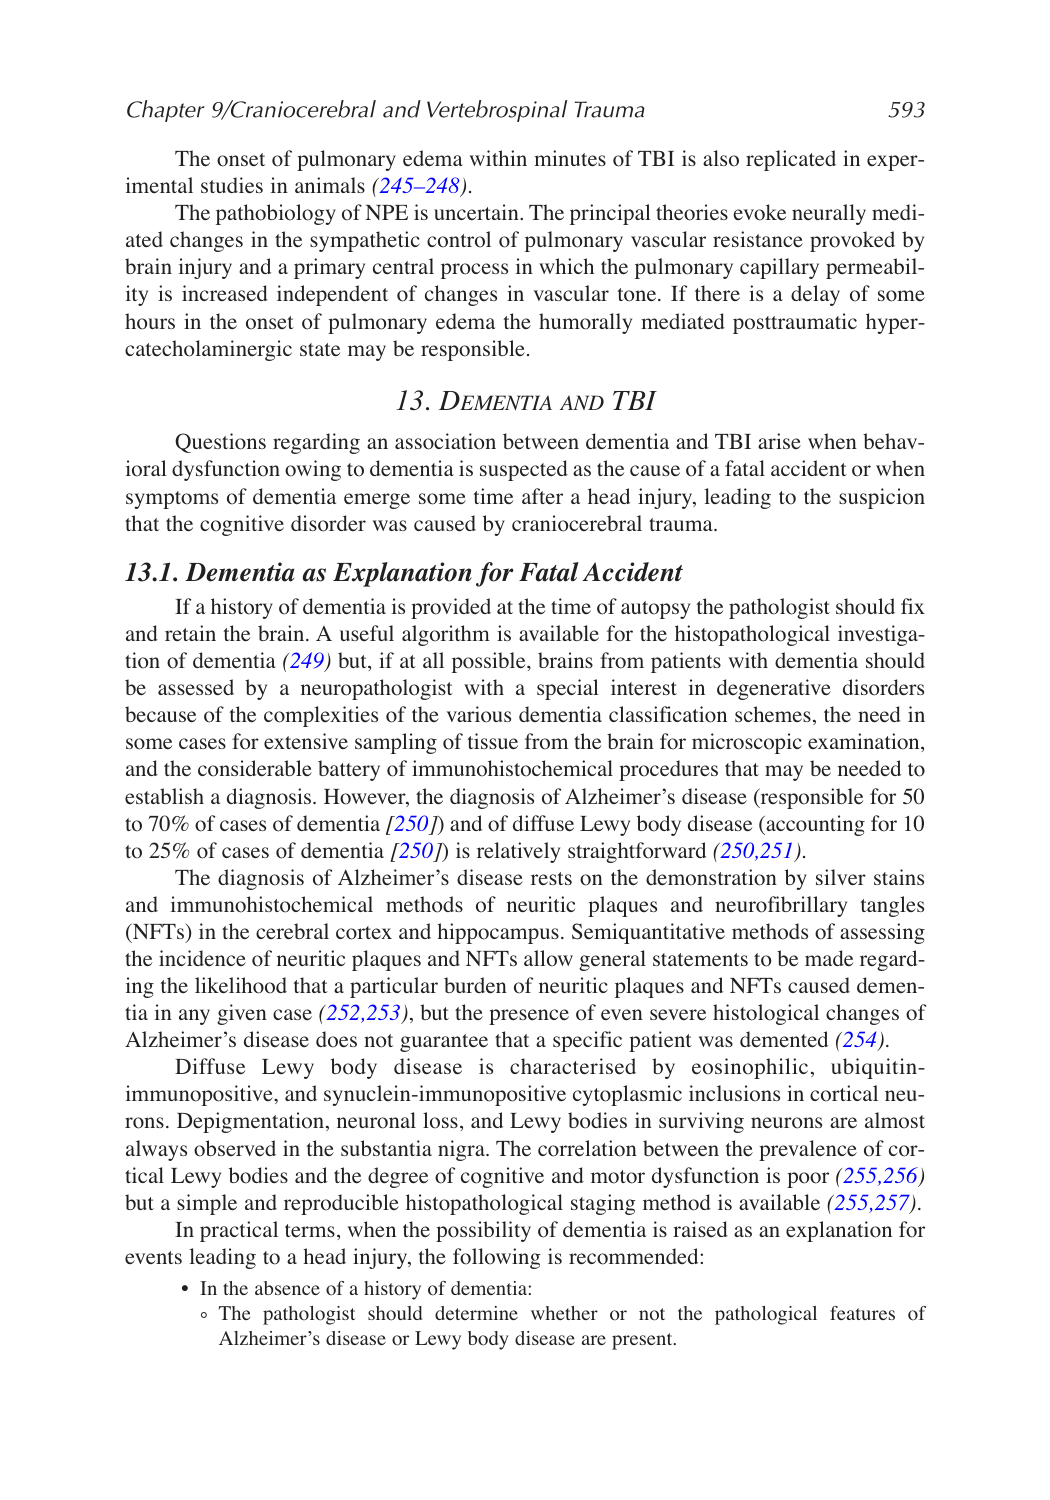 Chapter 9/Craniocerebral and Vertebrospinal Trauma 593
The onset of pulmonary edema within minutes of TBI is also replicated in exper-
imental studies in animals (245–248).
The pathobiology of NPE is uncertain. The principal theories evoke neurally medi-
ated changes in the sympathetic control of pulmonary vascular resistance provoked by
brain injury and a primary central process in which the pulmonary capillary permeabil-
ity is increased independent of changes in vascular tone. If there is a delay of some
hours in the onset of pulmonary edema the humorally mediated posttraumatic hyper-
catecholaminergic state may be responsible.
13. DEMENTIA AND TBI
Questions regarding an association between dementia and TBI arise when behav-
ioral dysfunction owing to dementia is suspected as the cause of a fatal accident or when
symptoms of dementia emerge some time after a head injury, leading to the suspicion
that the cognitive disorder was caused by craniocerebral trauma.
13.1. Dementia as Explanation for Fatal Accident
If a history of dementia is provided at the time of autopsy the pathologist should fix
and retain the brain. A useful algorithm is available for the histopathological investiga-
tion of dementia (249) but, if at all possible, brains from patients with dementia should
be assessed by a neuropathologist with a special interest in degenerative disorders
because of the complexities of the various dementia classification schemes, the need in
some cases for extensive sampling of tissue from the brain for microscopic examination,
and the considerable battery of immunohistochemical procedures that may be needed to
establish a diagnosis. However, the diagnosis of Alzheimer's disease (responsible for 50
to 70% of cases of dementia [250]) and of diffuse Lewy body disease (accounting for 10
to 25% of cases of dementia [250]) is relatively straightforward (250,251).
The diagnosis of Alzheimer's disease rests on the demonstration by silver stains
and immunohistochemical methods of neuritic plaques and neurofibrillary tangles
(NFTs) in the cerebral cortex and hippocampus. Semiquantitative methods of assessing
the incidence of neuritic plaques and NFTs allow general statements to be made regard-
ing the likelihood that a particular burden of neuritic plaques and NFTs caused demen-
tia in any given case (252,253), but the presence of even severe histological changes of
Alzheimer's disease does not guarantee that a specific patient was demented (254).
Diffuse Lewy body disease is characterised by eosinophilic, ubiquitin-
immunopositive, and synuclein-immunopositive cytoplasmic inclusions in cortical neu-
rons. Depigmentation, neuronal loss, and Lewy bodies in surviving neurons are almost
always observed in the substantia nigra. The correlation between the prevalence of cor-
tical Lewy bodies and the degree of cognitive and motor dysfunction is poor (255,256)
but a simple and reproducible histopathological staging method is available (255,257).
In practical terms, when the possibility of dementia is raised as an explanation for
events leading to a head injury, the following is recommended:
• In the absence of a history of dementia:
◦ The pathologist should determine whether or not the pathological features of
Alzheimer's disease or Lewy body disease are present.